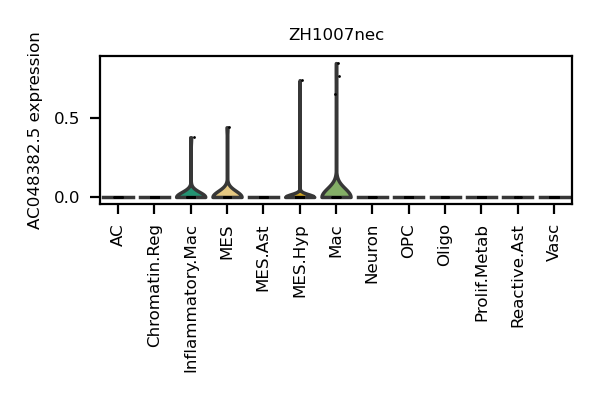 ZH1007nec
AC048382.5 expression
0.5
0.0
AC
Chromatin.Reg
Inflammatory.Mac
MES
MES.Ast
MES.Hyp
Mac
Neuron
OPC
Oligo
Prolif.Metab
Reactive.Ast
Vasc